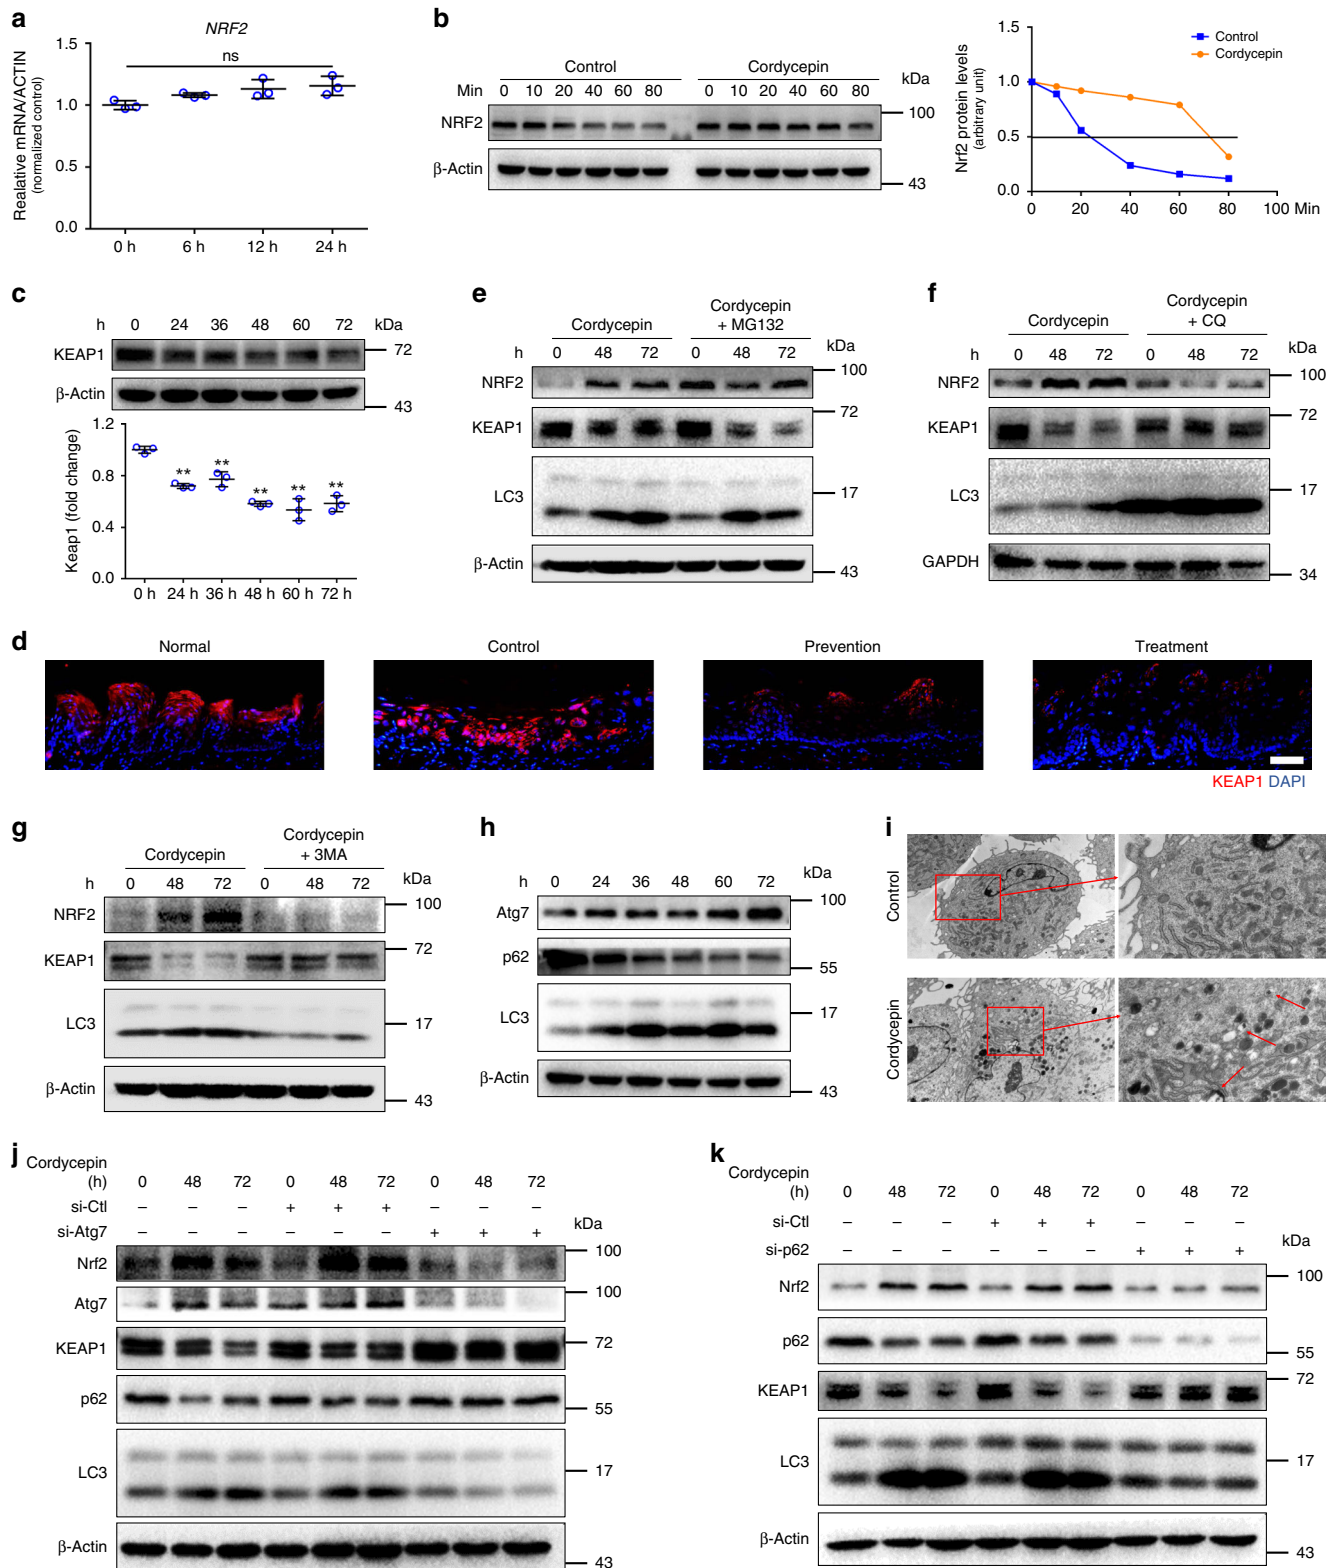 a
NRF2
ns
Realative mRNA/ACTIN
(normalized control)
1.5
1.0
0.5
0.0
0 h 6 h 12 h 24 h
b
Control Cordycepin
kDa
Min 0 10 20 40 60 80 0 10 20 40 60 80
NRF2
100
β-Actin
43
Nrf2 protein levels
(arbitrary unit)
1.5
1.0
0.5
0.0
0 20 40 60 80 100 Min
Control
Cordycepin
c
h 0 24 36 48 60 72 kDa
KEAP1
72
β-Actin
43
Keap1 (fold change)
1.2
0.8
0.4
0.0
** ** ** ** **
0 h 24 h 36 h 48 h 60 h 72 h
e
Cordycepin
Cordycepin
+ MG132
h 0 48 72 0 48 72 kDa
NRF2
100
KEAP1
72
LC3
17
β-Actin
43
f
Cordycepin
Cordycepin
+ CQ
h 0 48 72 0 48 72 kDa
NRF2
100
KEAP1
72
LC3
17
GAPDH
34
d
Normal Control Prevention Treatment
KEAP1 DAPI
g
Cordycepin
Cordycepin
+ 3MA
h 0 48 72 0 48 72 kDa
NRF2
100
KEAP1
72
LC3
17
β-Actin
43
h
h 0 24 36 48 60 72 kDa
Atg7
100
p62
55
LC3
17
β-Actin
43
i
Control
Cordycepin
j
Cordycepin
(h) 0 48 72 0 48 72 0 48 72
si-Ctl – – – + + + – – –
si-Atg7 – – – – – – + + +
kDa
Nrf2
100
Atg7
100
KEAP1
72
p62
55
LC3
17
β-Actin
43
k
Cordycepin
(h) 0 48 72 0 48 72 0 48 72
si-Ctl – – – + + + – – –
si-p62 – – – – – – + + +
kDa
Nrf2
100
p62
55
KEAP1
72
LC3
17
β-Actin
43